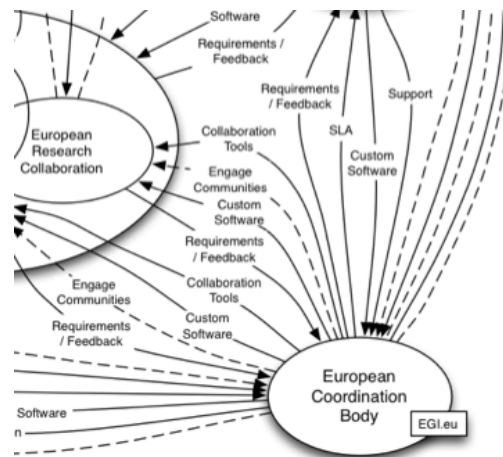 Software
Requirements /
Feedback
Requirements
/ Feedback
Support
European
Research
Collaboration
Collaboration
Tools
SLA
Custom
Software
Engage
Communities
Custom
Software
Requirements
/ Feedback
Engage
Communities
Collaboration
Tools
Requirements
/ Feedback
Custom
Software
European
Coordination
Body
EGI.eu
Software
n